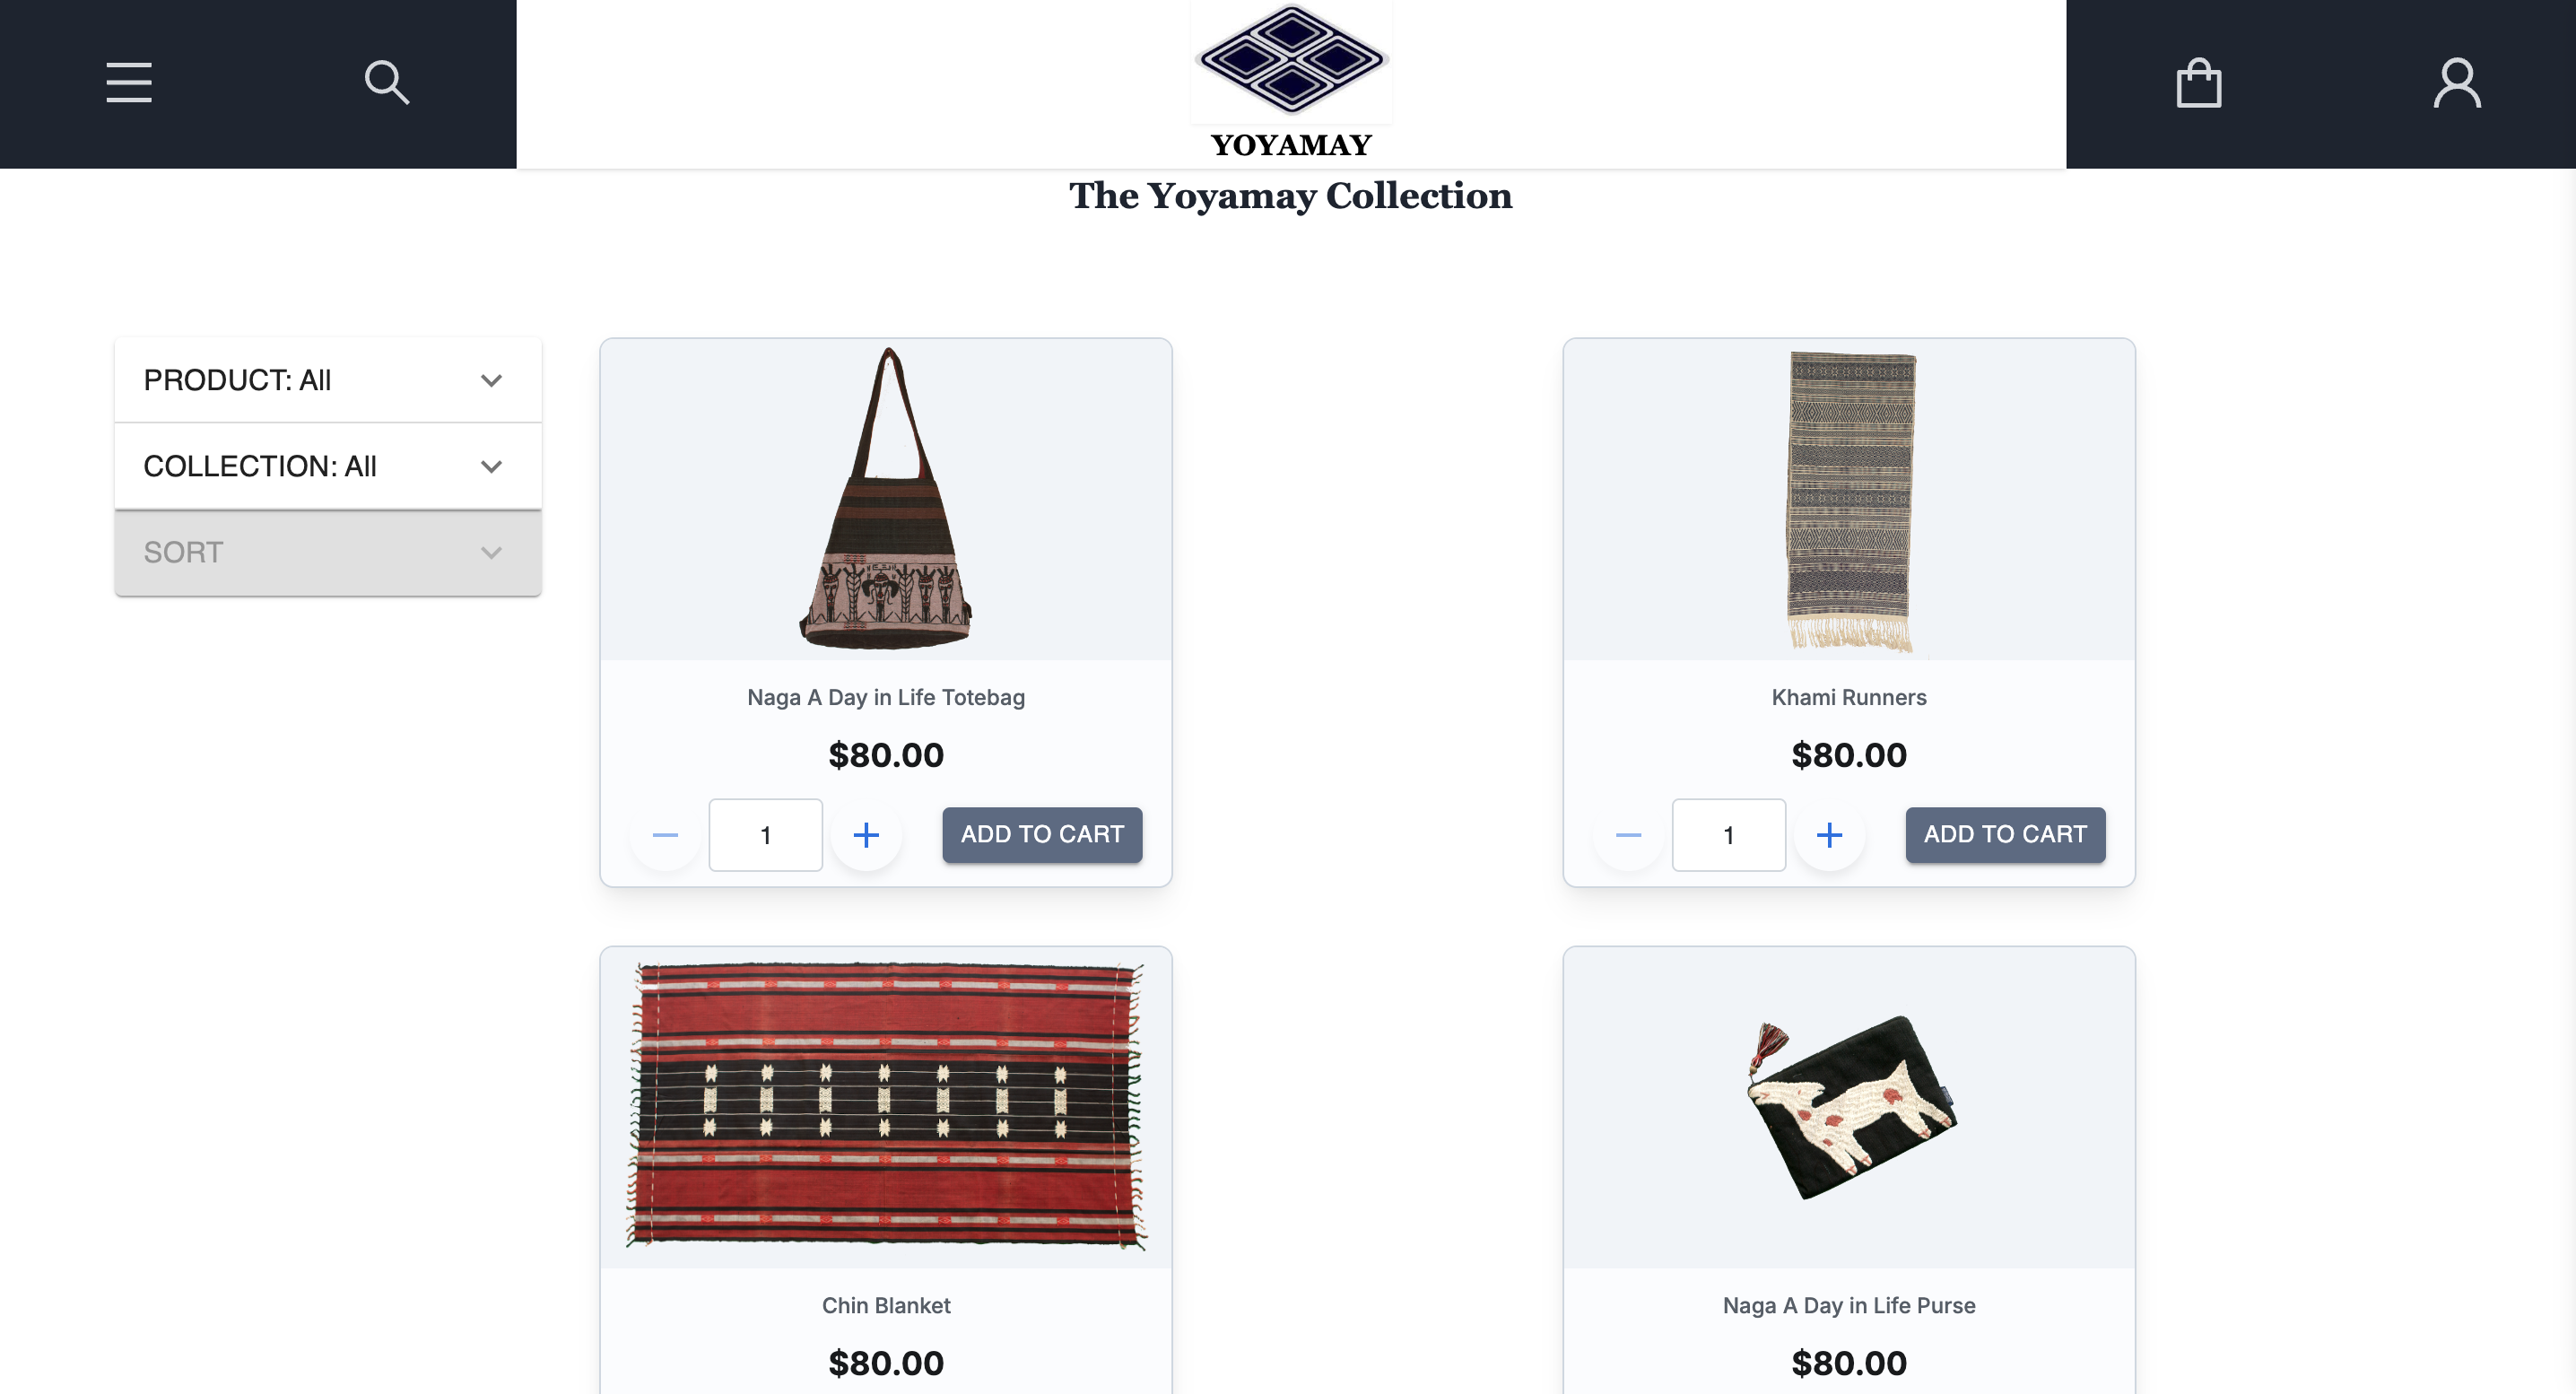 YOYAMAY
The Yoyamay Collection
PRODUCT: All
COLLECTION: All
SORT
Naga A Day in Life Totebag
$80.00
1
ADD TO CART
Khami Runners
$80.00
1
ADD TO CART
Chin Blanket
$80.00
Naga A Day in Life Purse
$80.00